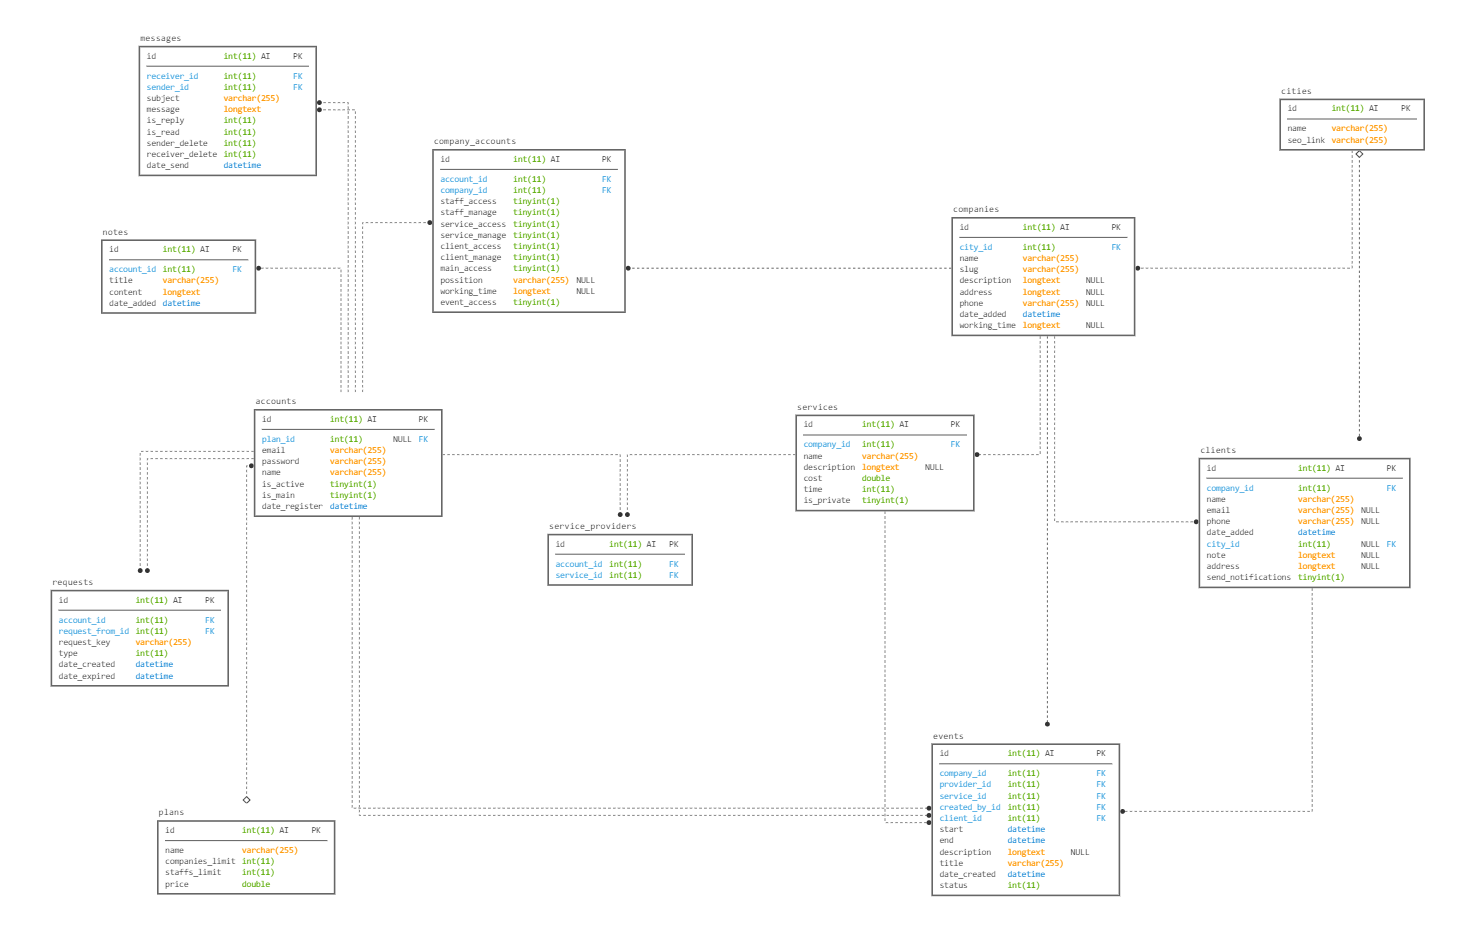 messages
id int(11) AI PK
receiver_id int(11) FK
sender_id int(11) FK
subject varchar(255)
message longtext
is_reply int(11)
is_read int(11)
sender_delete int(11)
receiver_delete int(11)
date_send datetime
cities
id int(11) AI PK
name varchar(255)
seo_link varchar(255)
company_accounts
id int(11) AI PK
account_id int(11) FK
company_id int(11) FK
staff_access tinyint(1)
staff_manage tinyint(1)
service_access tinyint(1)
service_manage tinyint(1)
client_access tinyint(1)
client_manage tinyint(1)
main_access tinyint(1)
possition varchar(255) NULL
working_time longtext NULL
event_access tinyint(1)
companies
id int(11) AI PK
city_id int(11) FK
name varchar(255)
slug varchar(255)
description longtext NULL
address longtext NULL
phone varchar(255) NULL
date_added datetime
working_time longtext NULL
notes
id int(11) AI PK
account_id int(11) FK
title varchar(255)
content longtext
date_added datetime
accounts
id int(11) AI PK
plan_id int(11) NULL FK
email varchar(255)
password varchar(255)
name varchar(255)
is_active tinyint(1)
is_main tinyint(1)
date_register datetime
services
id int(11) AI PK
company_id int(11) FK
name varchar(255)
description longtext NULL
cost double
time int(11)
is_private tinyint(1)
clients
id int(11) AI PK
company_id int(11) FK
name varchar(255)
email varchar(255) NULL
phone varchar(255) NULL
date_added datetime
city_id int(11) NULL FK
note longtext NULL
address longtext NULL
send_notifications tinyint(1)
service_providers
id int(11) AI PK
account_id int(11) FK
service_id int(11) FK
requests
id int(11) AI PK
account_id int(11) FK
request_from_id int(11) FK
request_key varchar(255)
type int(11)
date_created datetime
date_expired datetime
events
id int(11) AI PK
company_id int(11) FK
provider_id int(11) FK
service_id int(11) FK
created_by_id int(11) FK
client_id int(11) FK
start datetime
end datetime
description longtext NULL
title varchar(255)
date_created datetime
status int(11)
plans
id int(11) AI PK
name varchar(255)
companies_limit int(11)
staffs_limit int(11)
price double